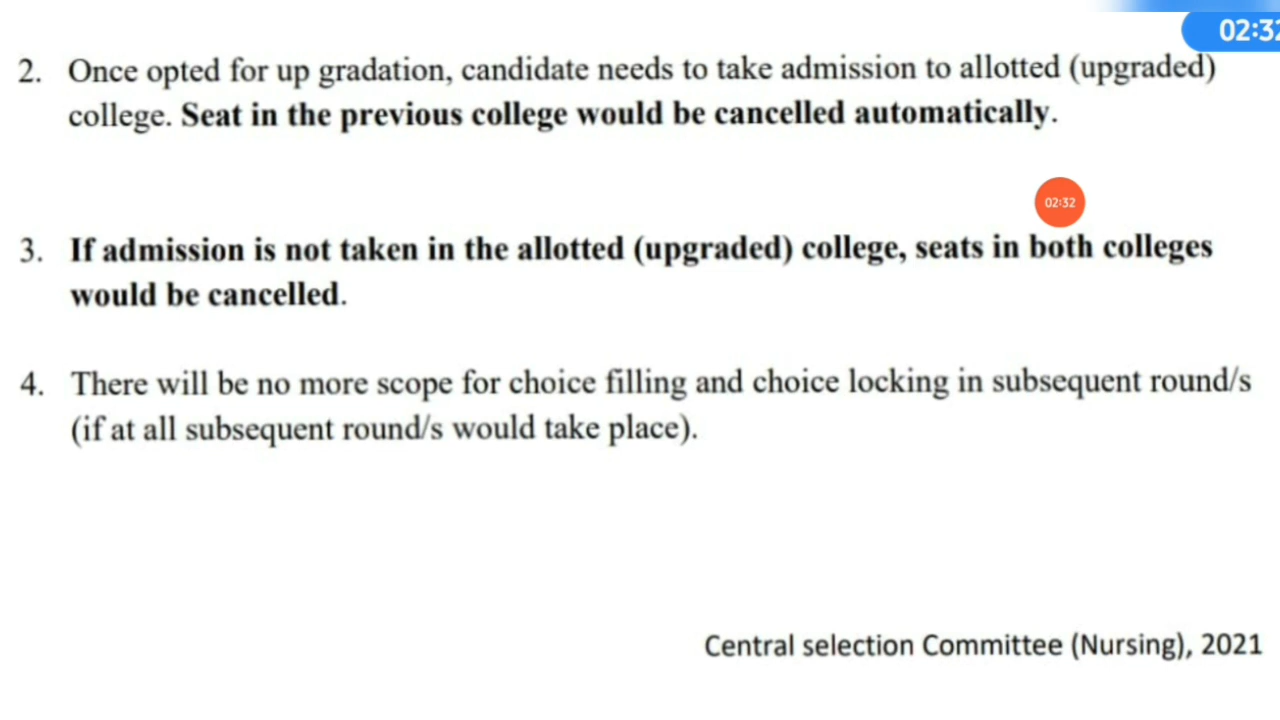 02:32
2. Once opted for up gradation, candidate needs to take admission to allotted (upgraded)
college. Seat in the previous college would be cancelled automatically.
02:32
3. If admission is not taken in the allotted (upgraded) college, seats in both colleges
would be cancelled.
4. There will be no more scope for choice filling and choice locking in subsequent round/s
(if at all subsequent round/s would take place).
Central selection Committee (Nursing), 2021